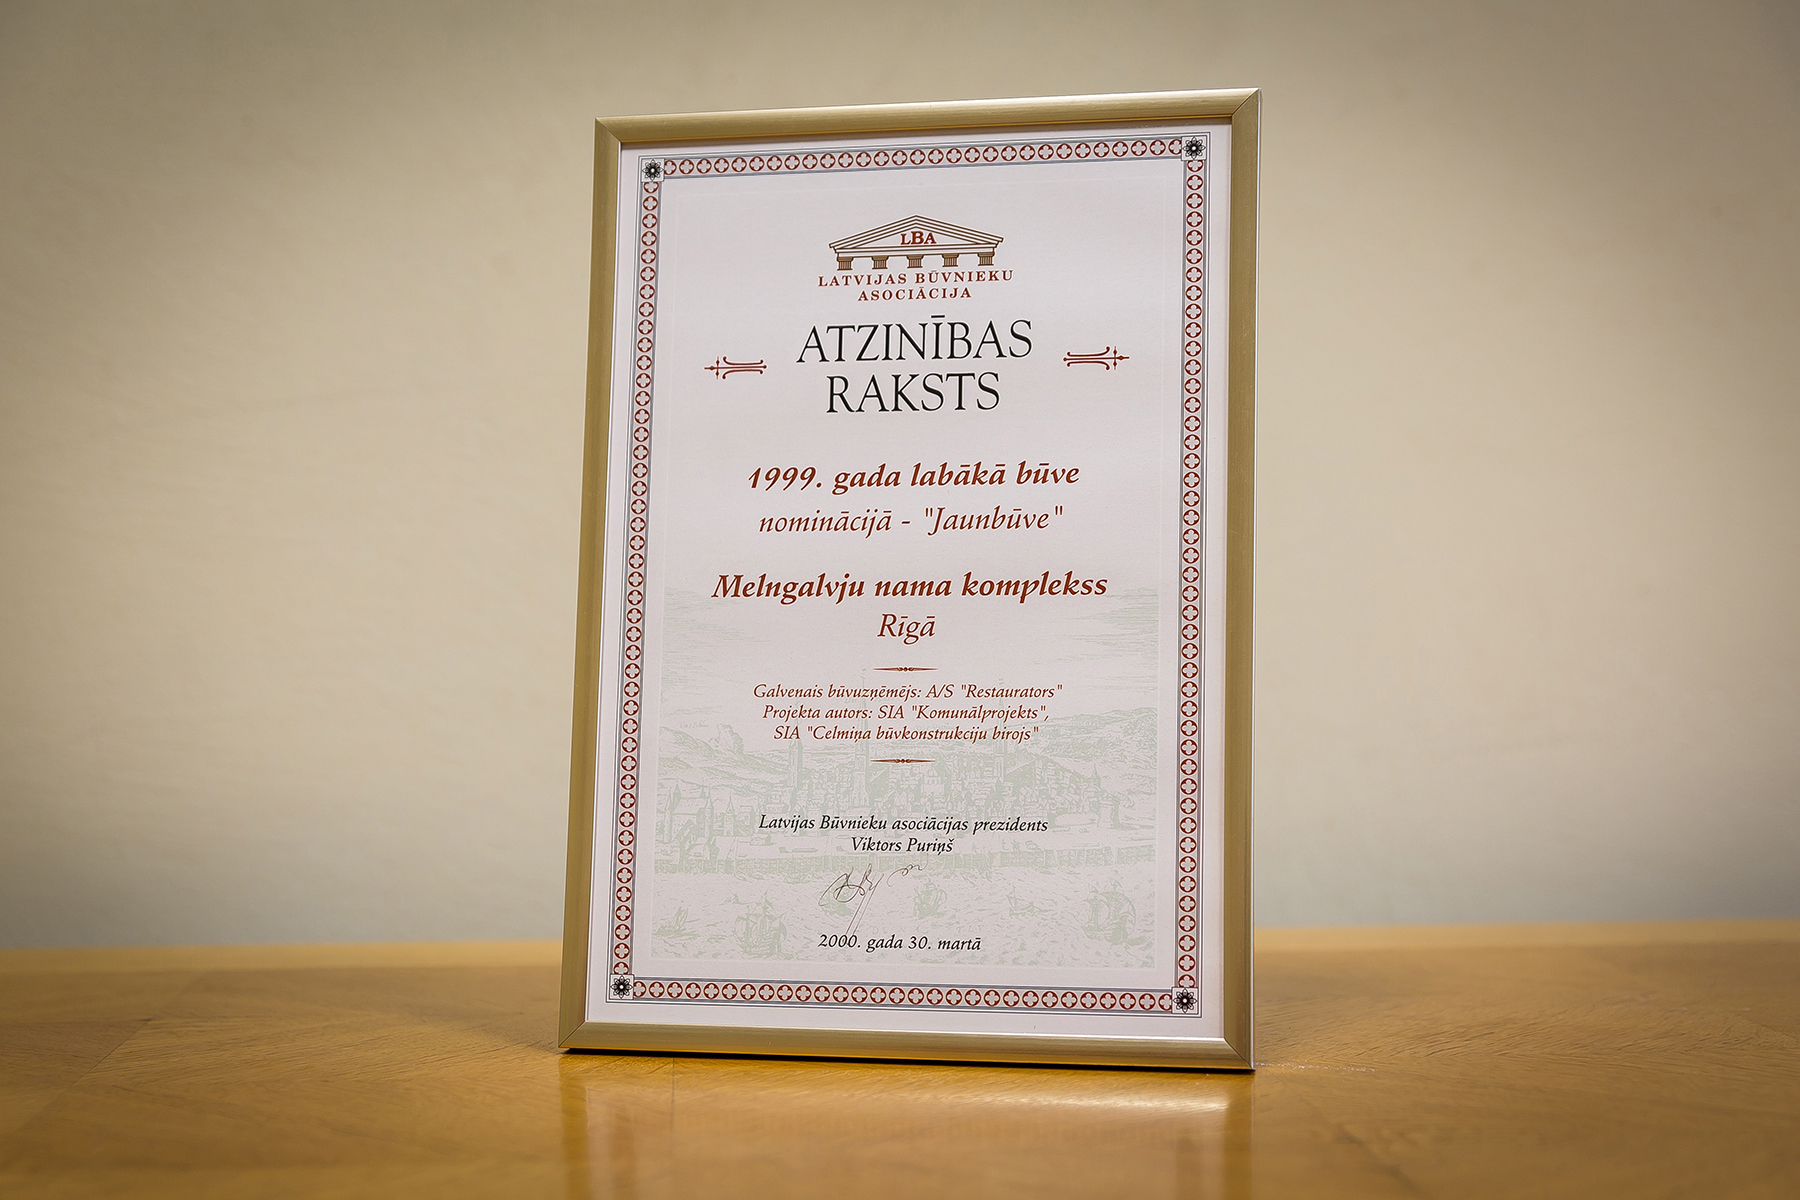 LBA
LATVIJAS BŪVNIEKU
ASOCIĀCIJA
ATZINĪBAS
RAKSTS
1999. gada labākā būve
nominācijā - "Jaunbūve"
Melngalvju nama komplekss
Rīgā
Galvenais būvuzņēmējs: A/S "Restaurators"
Projekta autors: SIA "Komunālprojekts",
SIA "Celmiņa būvkonstrukciju birojs"
Latvijas Būvnieku asociācijas prezidents
Viktors Puriņš
2000. gada 30. martā